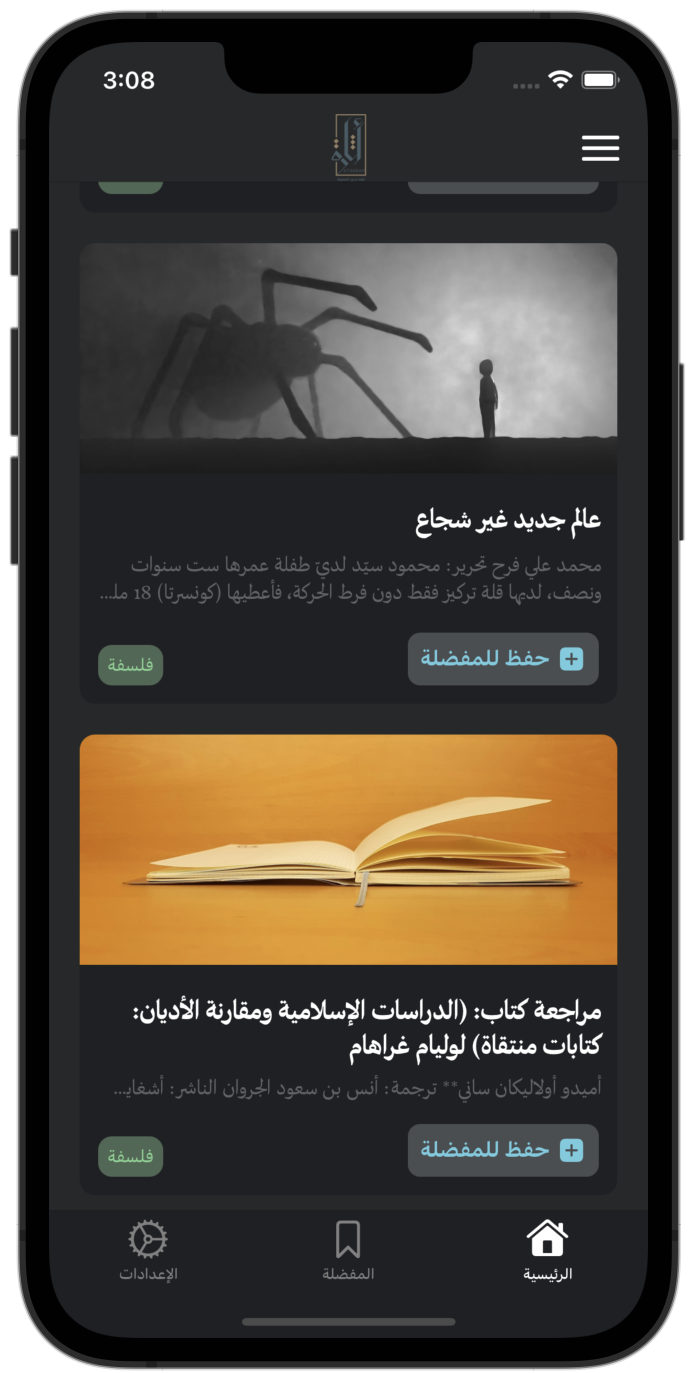 3:08
عالم جديد غير شجاع
محمد علي فرح تحرير: محمود سيّد لديّ طفلة عمرها ست سنوات
ونصف، لديها قلة تركيز فقط دون فرط الحركة، فأعطيها (كونسرتا) 18 ملـ...
حفظ للمفضلة
فلسفة
مراجعة كتاب: (الدراسات الإسلامية ومقارنة الأديان:
كتابات منتقاة) لوليام غراهام
أميدو أولاليكان ساني** ترجمة: أنس بن سعود الجروان الناشر: أشغايـ...
حفظ للمفضلة
فلسفة
الرئيسية
المفضلة
الإعدادات